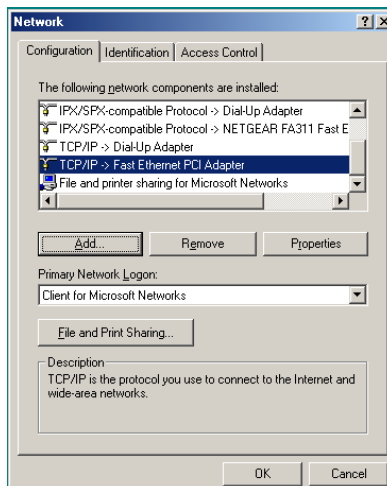 Network
Configuration Identification Access Control
The following network components are installed:
IPX/SPX-compatible Protocol -> Dial-Up Adapter
IPX/SPX-compatible Protocol -> NETGEAR FA311 Fast E
TCP/IP -> Dial-Up Adapter
TCP/IP -> Fast Ethernet PCI Adapter
File and printer sharing for Microsoft Networks
Add... Remove Properties
Primary Network Logon:
Client for Microsoft Networks
File and Print Sharing...
Description
TCP/IP is the protocol you use to connect to the Internet and
wide-area networks.
OK Cancel